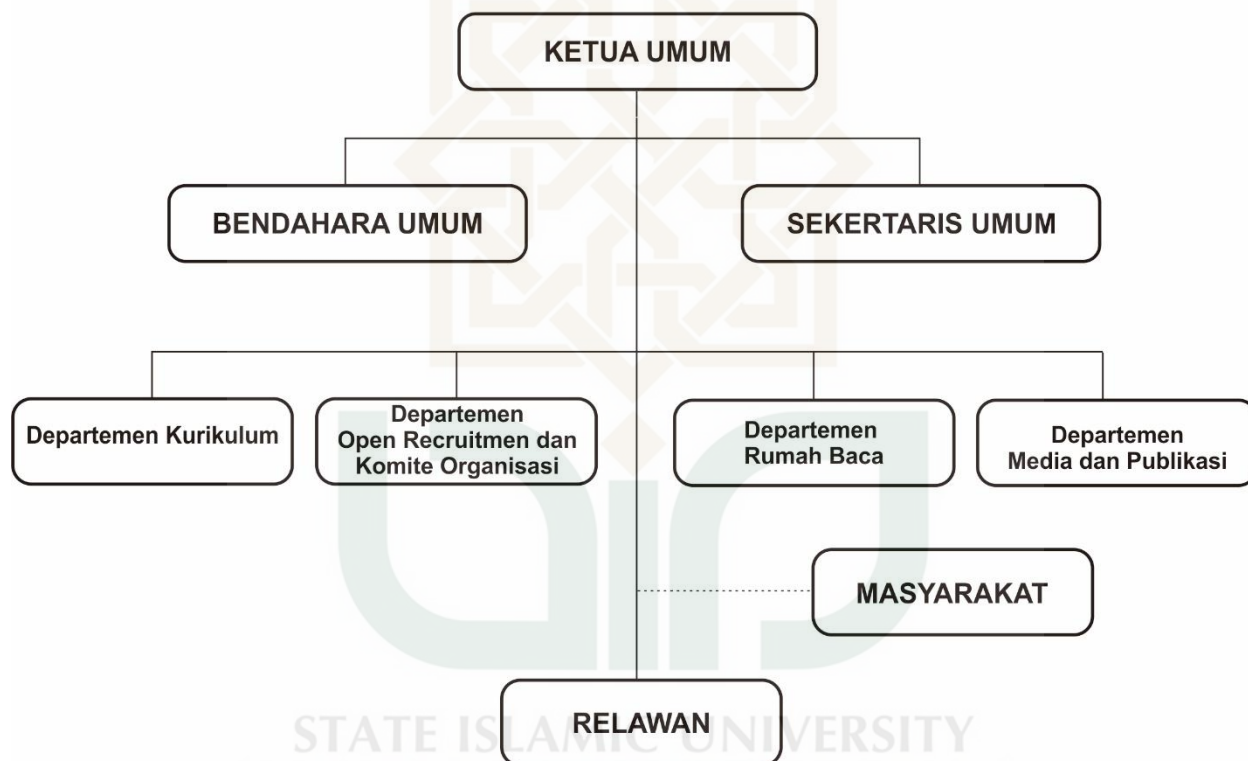 KETUA UMUM
BENDAHARA UMUM
SEKERTARIS UMUM
Departemen Kurikulum
Departemen
Open Recruitmen dan
Komite Organisasi
Departemen
Rumah Baca
Departemen
Media dan Publikasi
MASYARAKAT
RELAWAN
STATE ISLAMIC UNIVERSITY